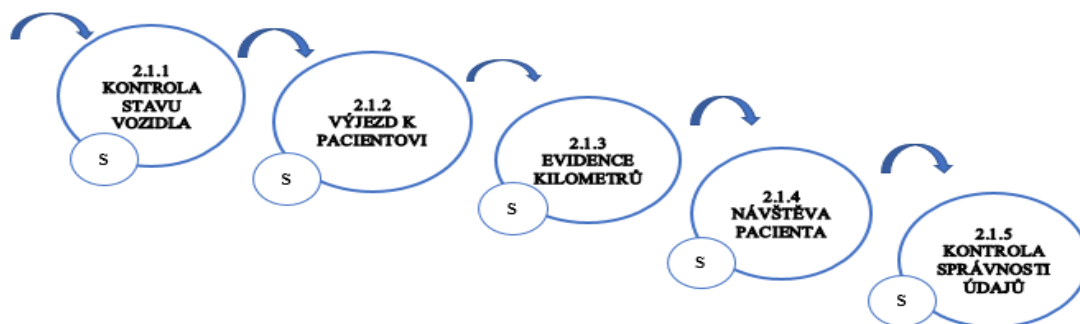 2.1.1
KONTROLA
STAVU
VOZIDLA
S
2.1.2
VÝJEZD K
PACIENTOVI
S
2.1.3
EVIDENCE
KILOMETRŮ
S
2.1.4
NÁVŠTĚVA
PACIENTA
S
2.1.5
KONTROLA
SPRÁVNOSTI
ÚDAJŮ
S